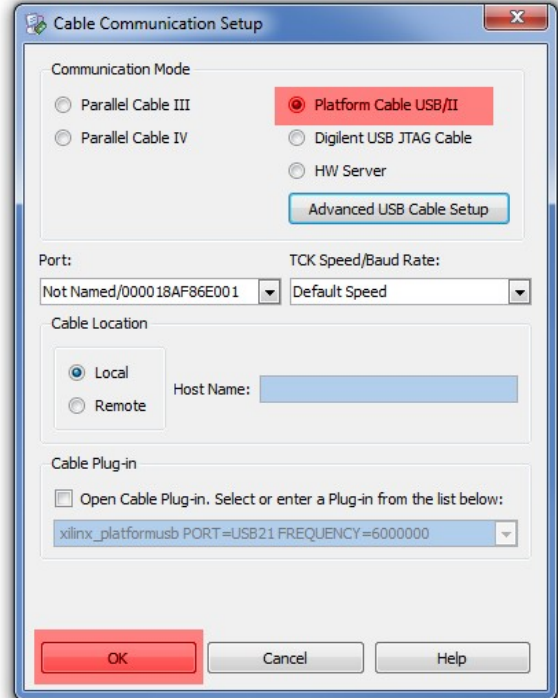 Cable Communication Setup
Communication Mode
Parallel Cable III
Platform Cable USB/II
Parallel Cable IV
Digilent USB JTAG Cable
HW Server
Advanced USB Cable Setup
Port:
TCK Speed/Baud Rate:
Not Named/000018AF86E001
Default Speed
Cable Location
Local
Host Name:
Remote
Cable Plug-in
Open Cable Plug-in. Select or enter a Plug-in from the list below:
xilinx_platformusb PORT=USB21 FREQUENCY=6000000
OK
Cancel
Help